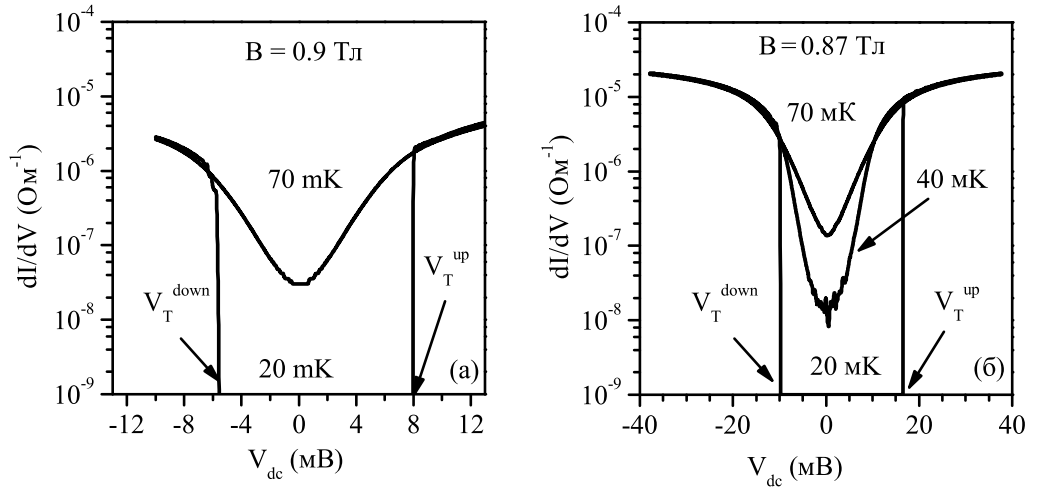 (а)
B = 0.9 Тл
10⁻⁴
10⁻⁵
10⁻⁶
10⁻⁷
10⁻⁸
10⁻⁹
dI/dV (Ом⁻¹)
70 mK
V_T^down
V_T^up
20 mK
-12 -8 -4 0 4 8 12
V_dc (мВ)
B = 0.87 Тл
10⁻⁴
10⁻⁵
10⁻⁶
10⁻⁷
10⁻⁸
10⁻⁹
dI/dV (Ом⁻¹)
70 мК
40 мК
V_T^down
V_T^up
20 мК
(б)
-40 -20 0 20 40
V_dc (мВ)